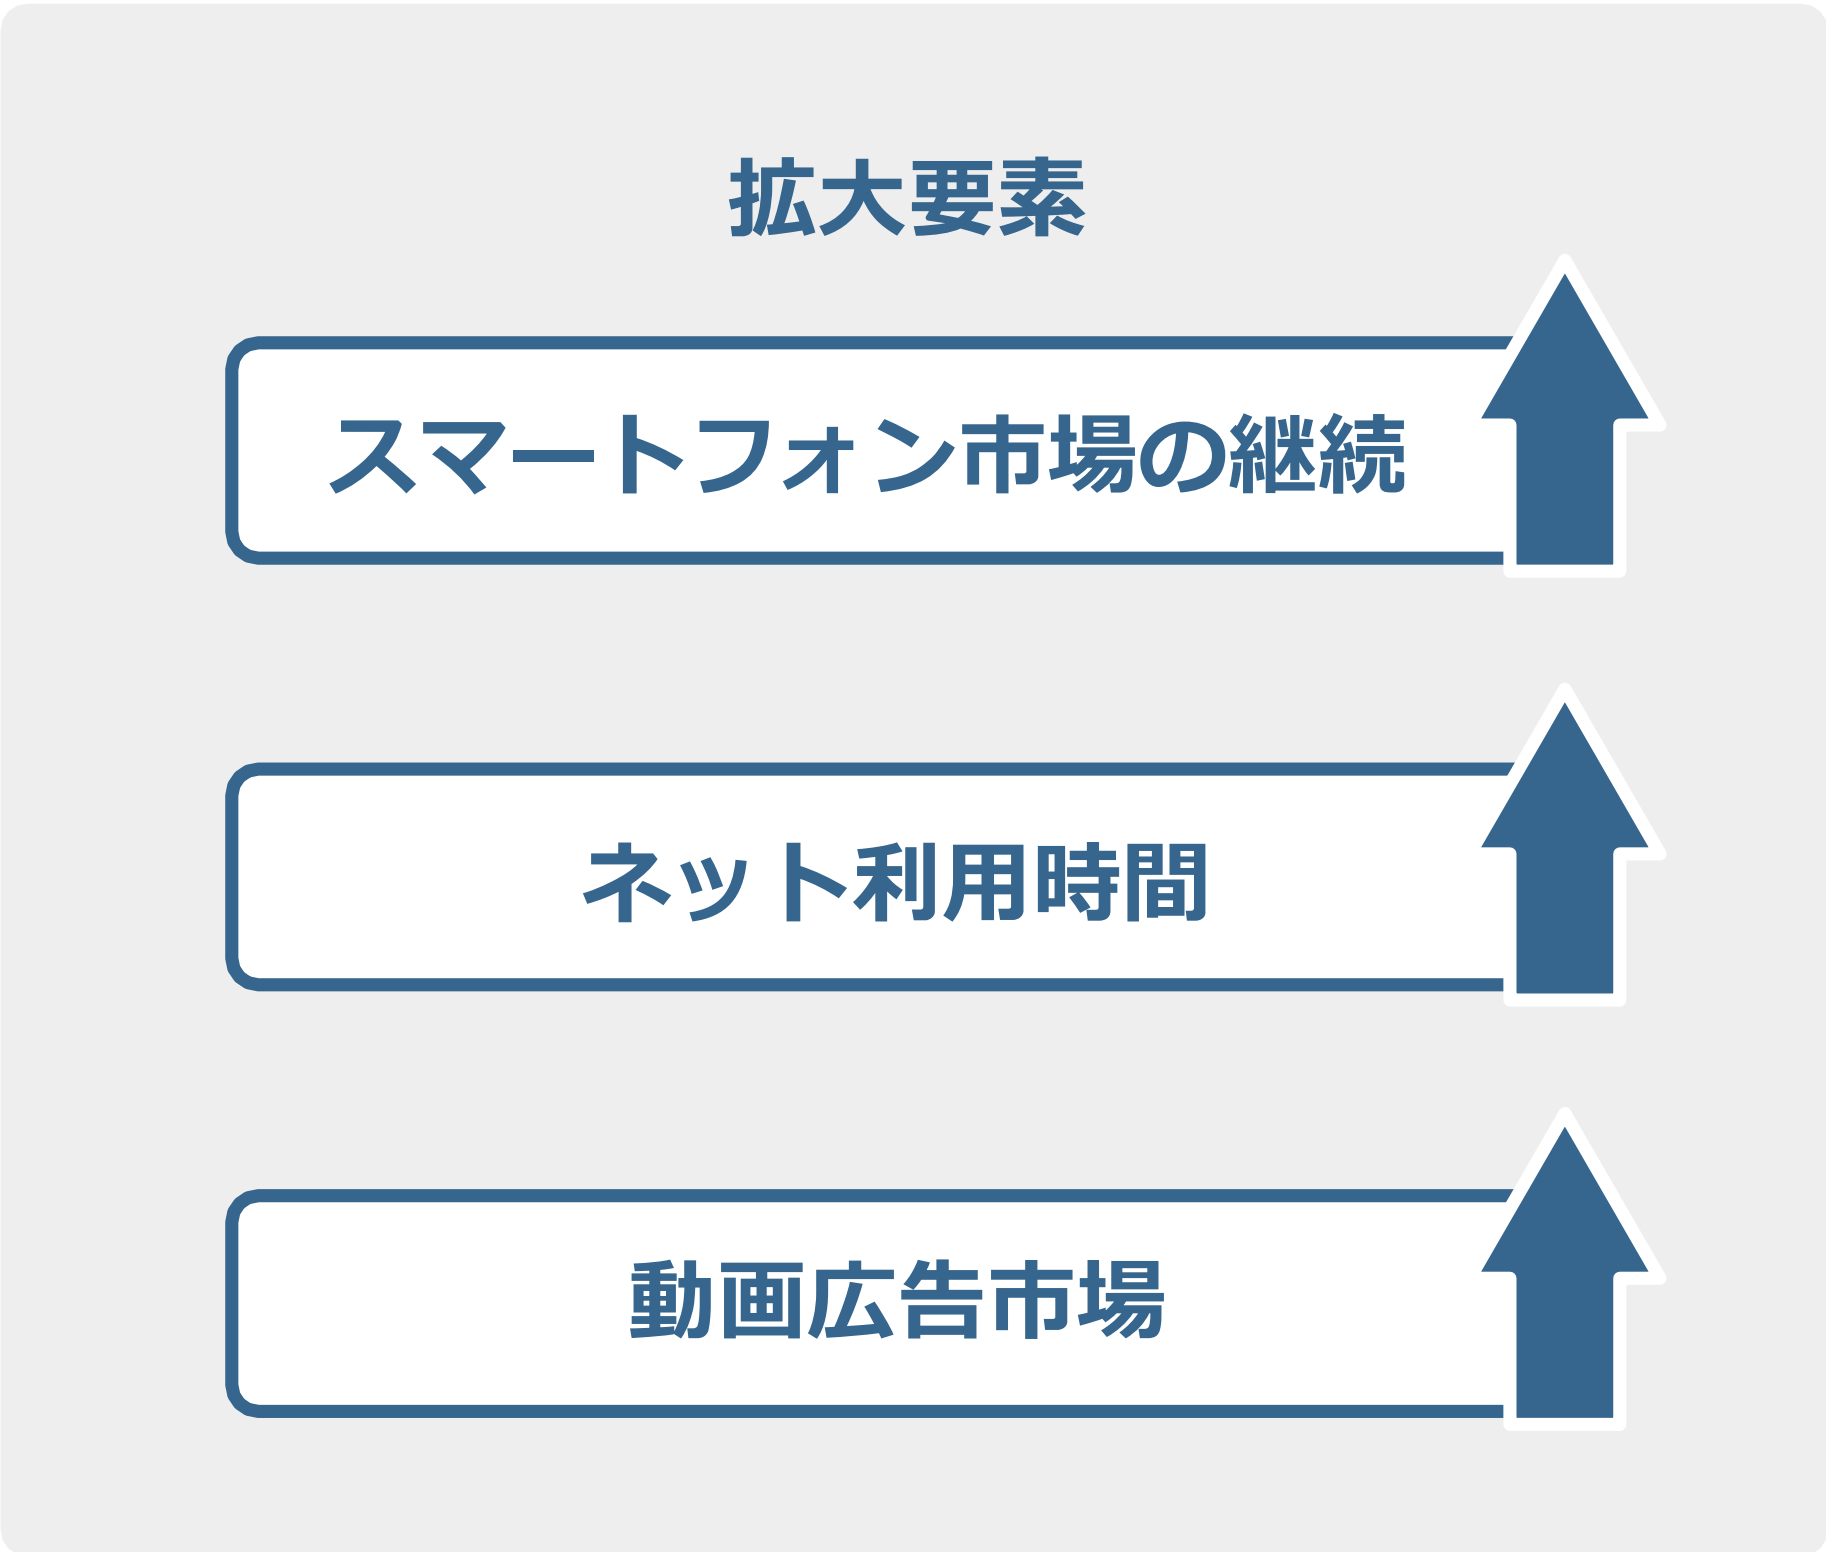 拡大要素
スマートフォン市場の継続
ネット利用時間
動画広告市場